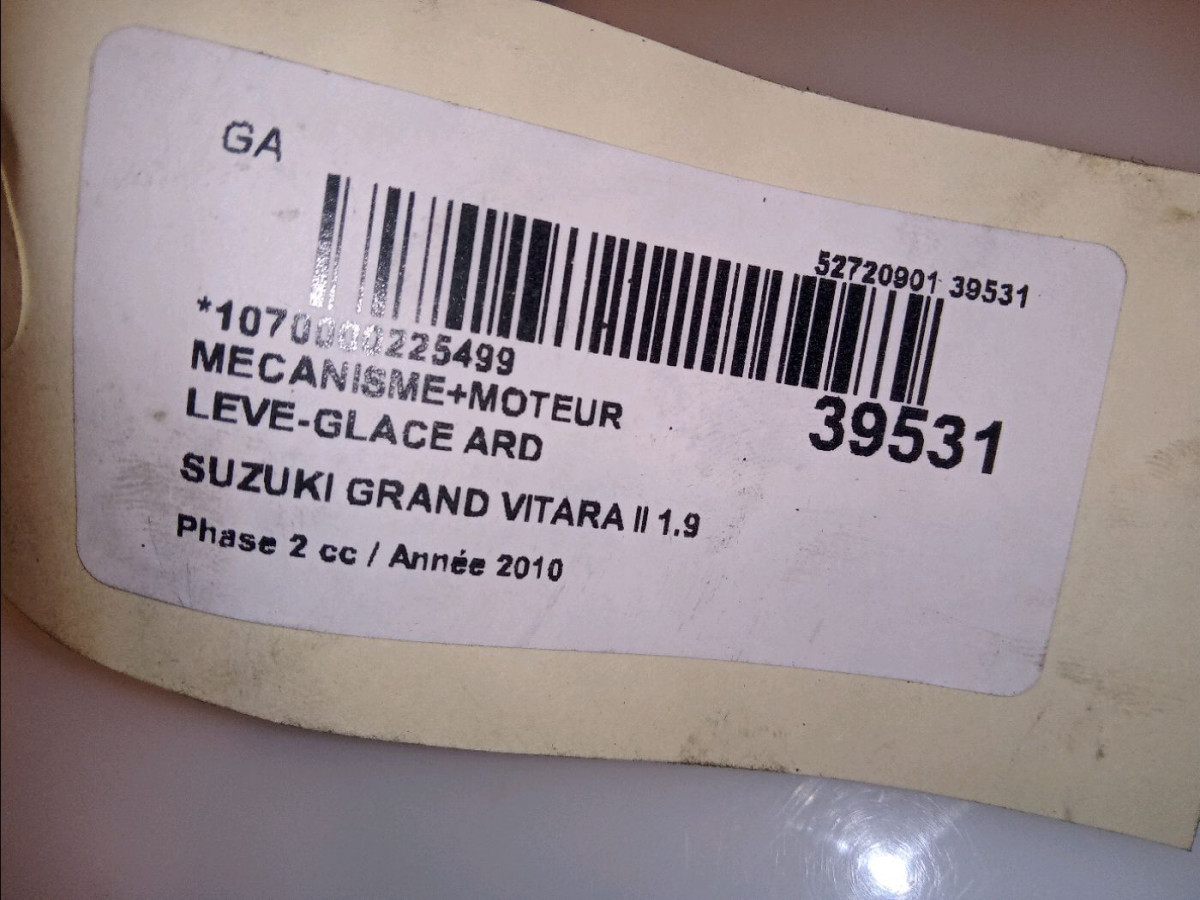 GA
52720901 39531
*1070000225499
39531
MECANISME+MOTEUR
LEVE-GLACE ARD
SUZUKI GRAND VITARA II 1.9
Phase 2 cc / Année 2010